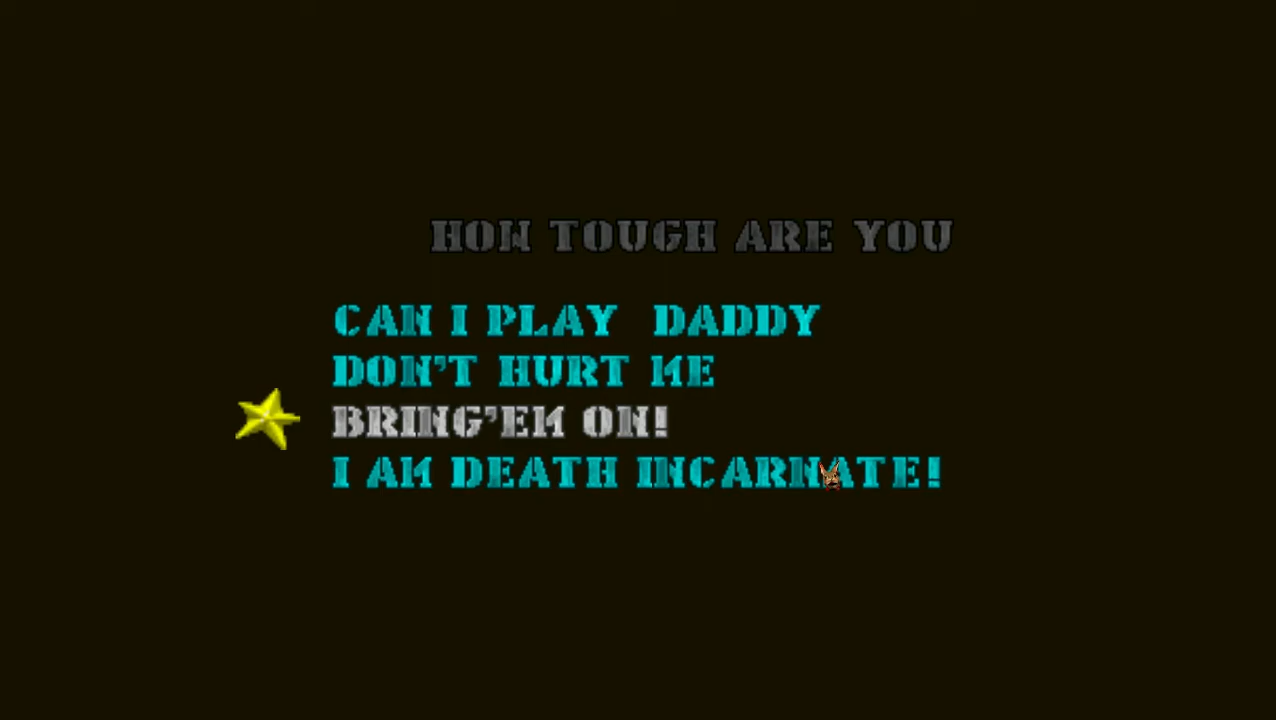 HOW TOUGH ARE YOU
CAN I PLAY DADDY
DON'T HURT ME
BRING'EM ON!
I AM DEATH INCARNATE!